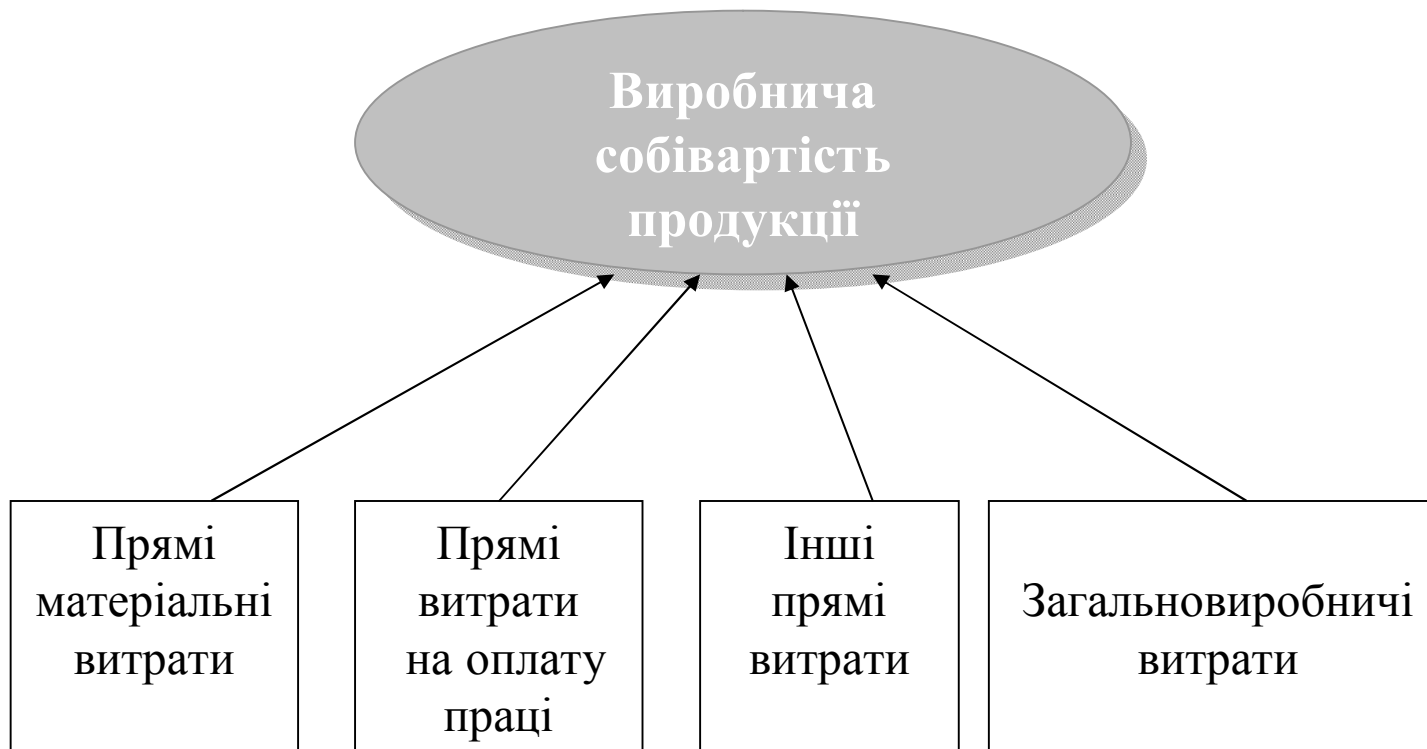 Виробнича
собівартість
продукції
Прямі
матеріальні
витрати
Прямі
витрати
на оплату
праці
Інші
прямі
витрати
Загальновиробничі
витрати